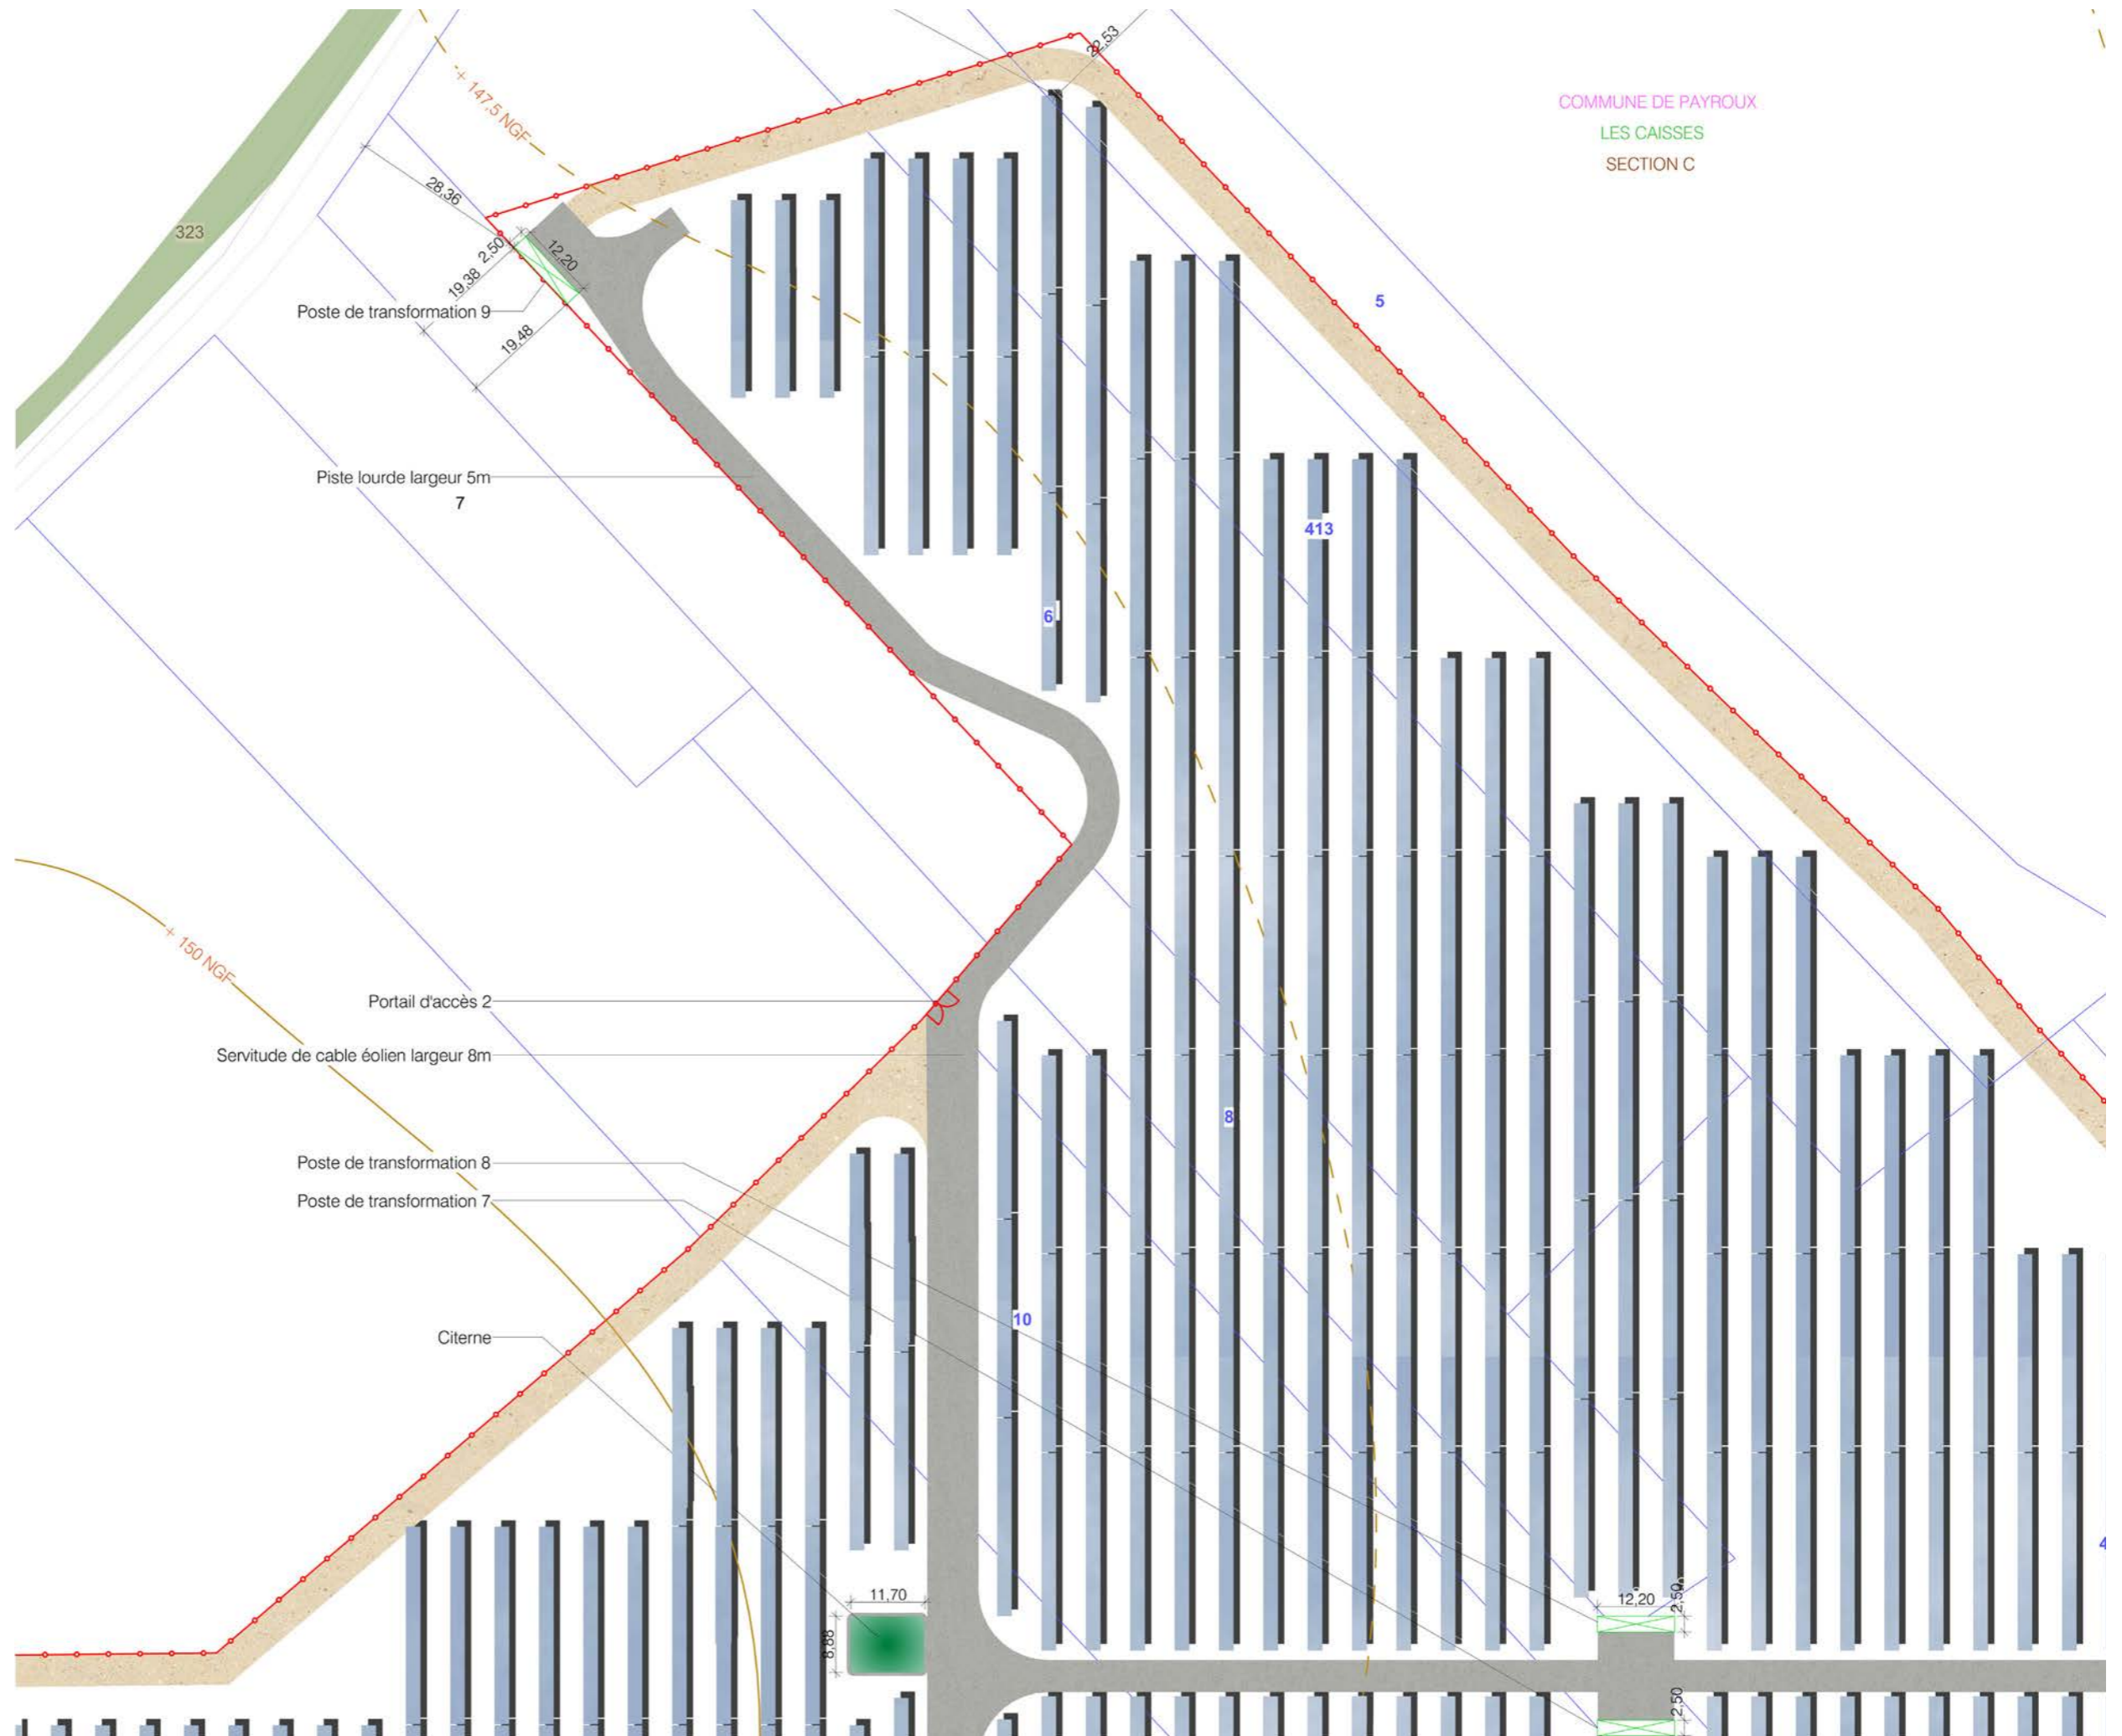 22,53
COMMUNE DE PAYROUX
LES CAISSES
SECTION C
+ 147,5 NGF
28,36
323
2,50
12,20
19,38
5
Poste de transformation 9
19,48
Piste lourde largeur 5m
7
413
6
+ 150 NGF
Portail d'accès 2
Servitude de cable éolien largeur 8m
8
Poste de transformation 8
Poste de transformation 7
10
Citerne
4
11,70
12,20
2,50
8,88
2,50